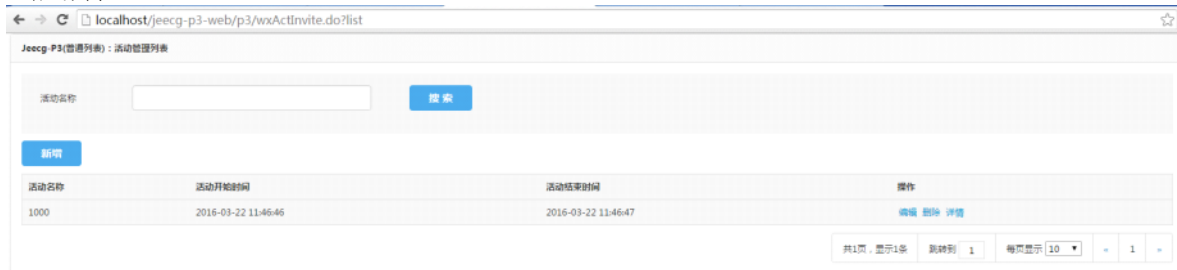 localhost/jeecg-p3-web/p3/wxActInvite.do?list
Jeecg-P3(普通列表)：活动管理列表
活动名称 搜 索
新增
活动名称 活动开始时间 活动结束时间 操作
1000 2016-03-22 11:46:46 2016-03-22 11:46:47 编辑 删除 详情
共1页，显示1条 跳转到 1 每页显示 10 « 1 »